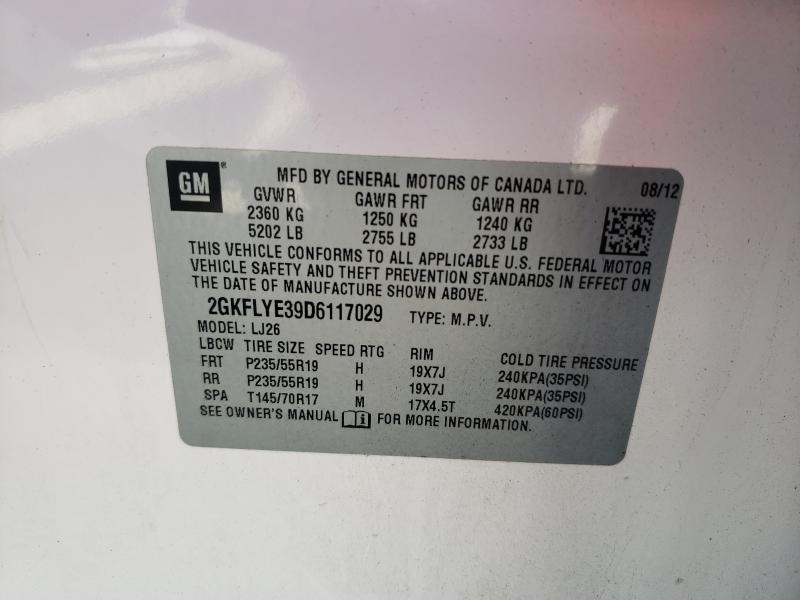 GM® MFD BY GENERAL MOTORS OF CANADA LTD. 08/12
GVWR GAWR FRT GAWR RR
2360 KG 1250 KG 1240 KG
5202 LB 2755 LB 2733 LB
THIS VEHICLE CONFORMS TO ALL APPLICABLE U.S. FEDERAL MOTOR
VEHICLE SAFETY AND THEFT PREVENTION STANDARDS IN EFFECT ON
THE DATE OF MANUFACTURE SHOWN ABOVE.
2GKFLYE39D6117029 TYPE: M.P.V.
MODEL: LJ26
LBCW TIRE SIZE SPEED RTG RIM COLD TIRE PRESSURE
FRT P235/55R19 H 19X7J 240KPA(35PSI)
RR P235/55R19 H 19X7J 240KPA(35PSI)
SPA T145/70R17 M 17X4.5T 420KPA(60PSI)
SEE OWNER'S MANUAL FOR MORE INFORMATION.